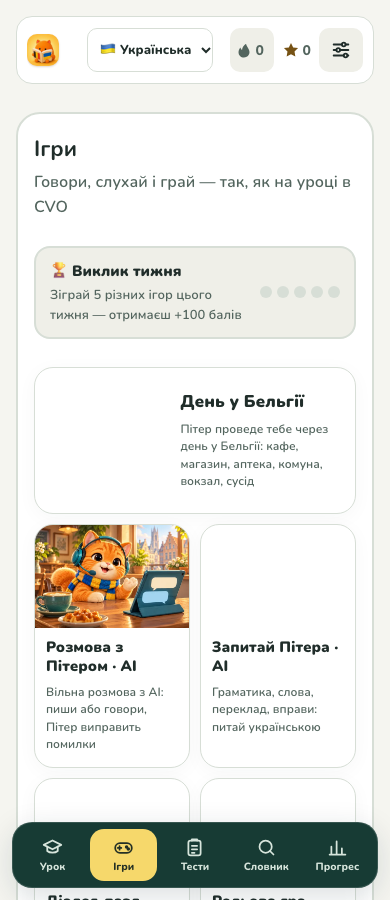 Українська
0
0
Ігри
Говори, слухай і грай — так, як на уроці в
CVO
Виклик тижня
Зіграй 5 різних ігор цього
тижня — отримаєш +100 балів
День у Бельгії
Пітер проведе тебе через
день у Бельгії: кафе,
магазин, аптека, комуна,
вокзал, сусід
Розмова з
Пітером · AI
Вільна розмова з AI:
пиши або говори,
Пітер виправить
помилки
Запитай Пітера ·
AI
Граматика, слова,
переклад, вправи:
питай українською
Урок
Ігри
Тести
Словник
Прогрес